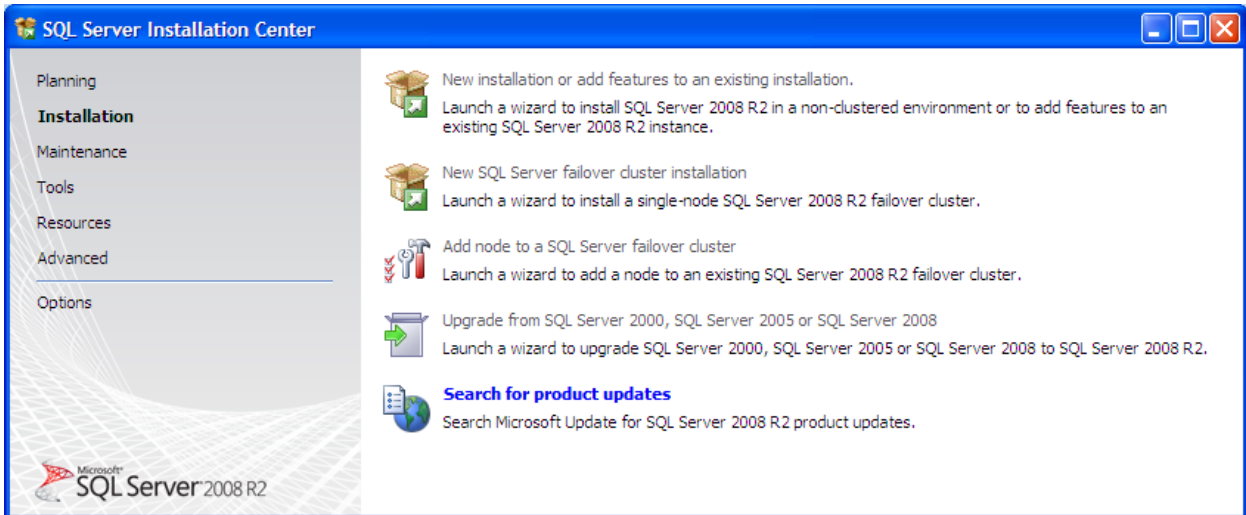 SQL Server Installation Center
Planning
Installation
Maintenance
Tools
Resources
Advanced
Options
New installation or add features to an existing installation.
Launch a wizard to install SQL Server 2008 R2 in a non-clustered environment or to add features to an
existing SQL Server 2008 R2 instance.
New SQL Server failover cluster installation
Launch a wizard to install a single-node SQL Server 2008 R2 failover cluster.
Add node to a SQL Server failover cluster
Launch a wizard to add a node to an existing SQL Server 2008 R2 failover cluster.
Upgrade from SQL Server 2000, SQL Server 2005 or SQL Server 2008
Launch a wizard to upgrade SQL Server 2000, SQL Server 2005 or SQL Server 2008 to SQL Server 2008 R2.
Search for product updates
Search Microsoft Update for SQL Server 2008 R2 product updates.
Microsoft®
SQL Server 2008 R2